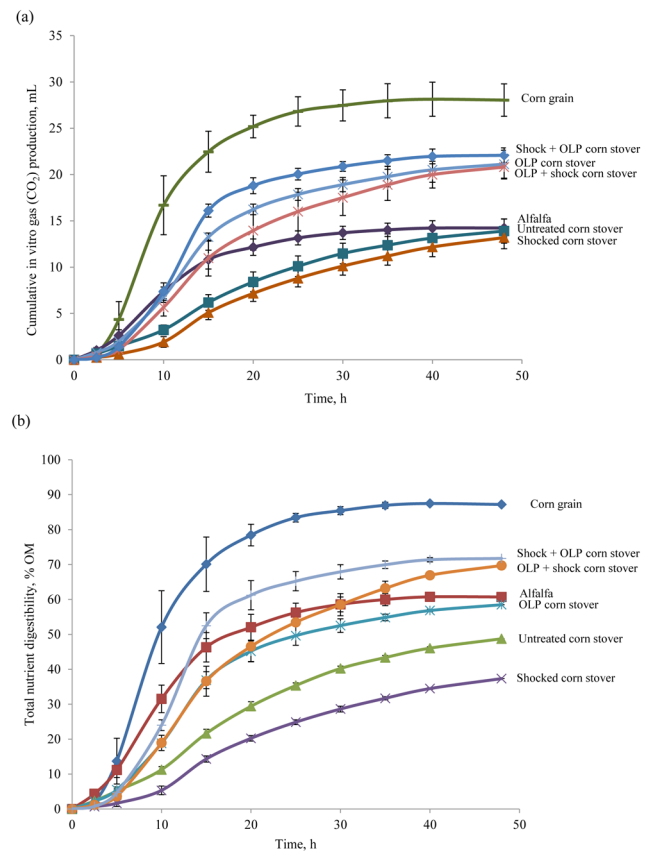 (a)
Cumulative in vitro gas (CO₂) production, mL
35
30
25
20
15
10
5
0
Corn grain
Shock + OLP corn stover
OLP corn stover
OLP + shock corn stover
Alfalfa
Untreated corn stover
Shocked corn stover
0 10 20 30 40 50
Time, h
(b)
Total nutrient digestibility, % OM
100
90
80
70
60
50
40
30
20
10
0
Corn grain
Shock + OLP corn stover
OLP + shock corn stover
Alfalfa
OLP corn stover
Untreated corn stover
Shocked corn stover
0 10 20 30 40 50
Time, h